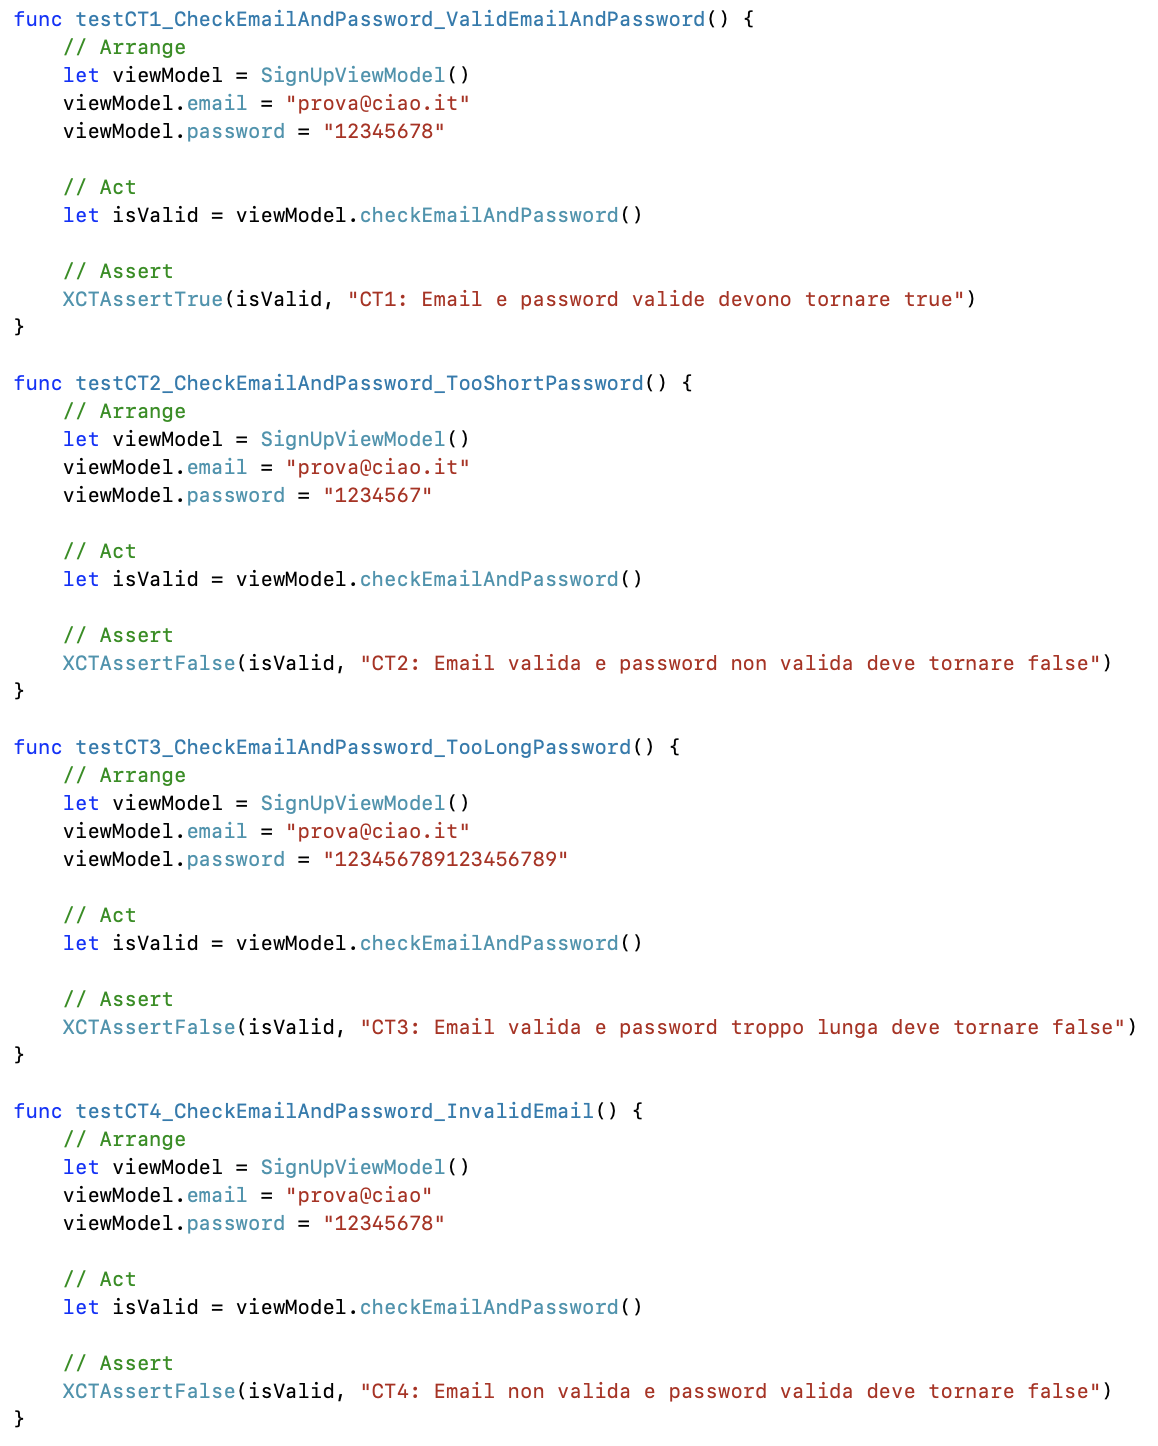 func testCT1_CheckEmailAndPassword_ValidEmailAndPassword() {
    // Arrange
    let viewModel = SignUpViewModel()
    viewModel.email = "prova@ciao.it"
    viewModel.password = "12345678"

    // Act
    let isValid = viewModel.checkEmailAndPassword()

    // Assert
    XCTAssertTrue(isValid, "CT1: Email e password valide devono tornare true")
}

func testCT2_CheckEmailAndPassword_TooShortPassword() {
    // Arrange
    let viewModel = SignUpViewModel()
    viewModel.email = "prova@ciao.it"
    viewModel.password = "1234567"

    // Act
    let isValid = viewModel.checkEmailAndPassword()

    // Assert
    XCTAssertFalse(isValid, "CT2: Email valida e password non valida deve tornare false")
}

func testCT3_CheckEmailAndPassword_TooLongPassword() {
    // Arrange
    let viewModel = SignUpViewModel()
    viewModel.email = "prova@ciao.it"
    viewModel.password = "123456789123456789"

    // Act
    let isValid = viewModel.checkEmailAndPassword()

    // Assert
    XCTAssertFalse(isValid, "CT3: Email valida e password troppo lunga deve tornare false")
}

func testCT4_CheckEmailAndPassword_InvalidEmail() {
    // Arrange
    let viewModel = SignUpViewModel()
    viewModel.email = "prova@ciao"
    viewModel.password = "12345678"

    // Act
    let isValid = viewModel.checkEmailAndPassword()

    // Assert
    XCTAssertFalse(isValid, "CT4: Email non valida e password valida deve tornare false")
}